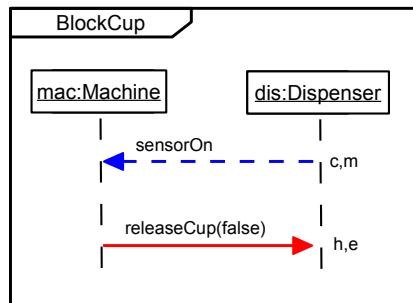 BlockCup
mac:Machine
dis:Dispenser
sensorOn
c,m
releaseCup(false)
h,e